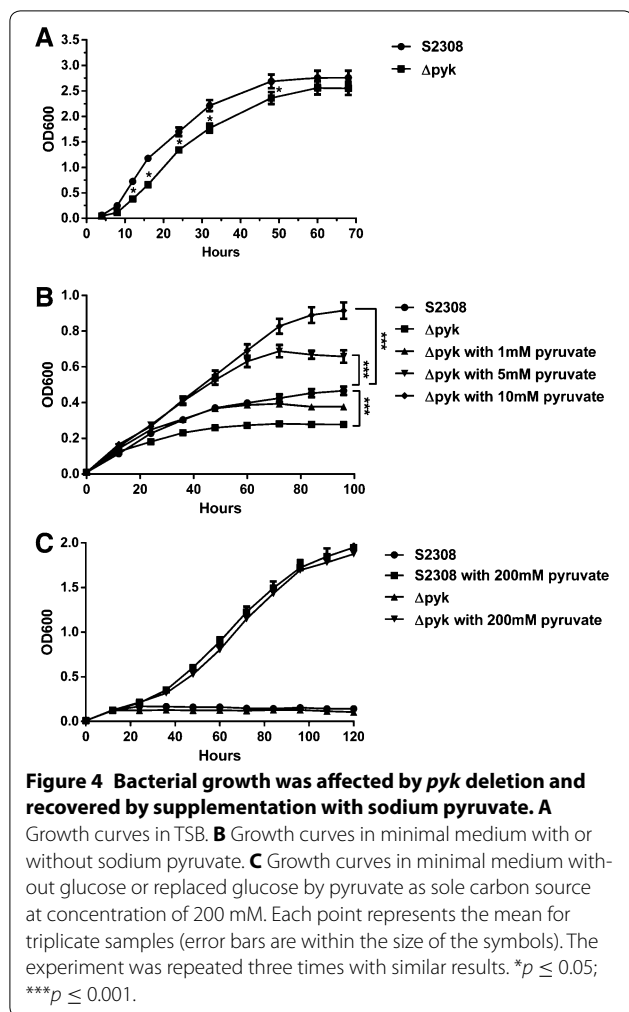 A
3.5
3.0
2.5
2.0
1.5
1.0
0.5
0.0
OD600
* * * * *
0 10 20 30 40 50 60 70
Hours
S2308
Δpyk
B
1.0
0.8
0.6
0.4
0.2
0.0
OD600
0 20 40 60 80 100
Hours
***
***
***
S2308
Δpyk
Δpyk with 1mM pyruvate
Δpyk with 5mM pyruvate
Δpyk with 10mM pyruvate
C
2.0
1.5
1.0
0.5
0.0
OD600
0 20 40 60 80 100 120
Hours
S2308
S2308 with 200mM pyruvate
Δpyk
Δpyk with 200mM pyruvate
Figure 4 Bacterial growth was affected by pyk deletion and
recovered by supplementation with sodium pyruvate. A
Growth curves in TSB. B Growth curves in minimal medium with or
without sodium pyruvate. C Growth curves in minimal medium with-
out glucose or replaced glucose by pyruvate as sole carbon source
at concentration of 200 mM. Each point represents the mean for
triplicate samples (error bars are within the size of the symbols). The
experiment was repeated three times with similar results. *p ≤ 0.05;
***p ≤ 0.001.